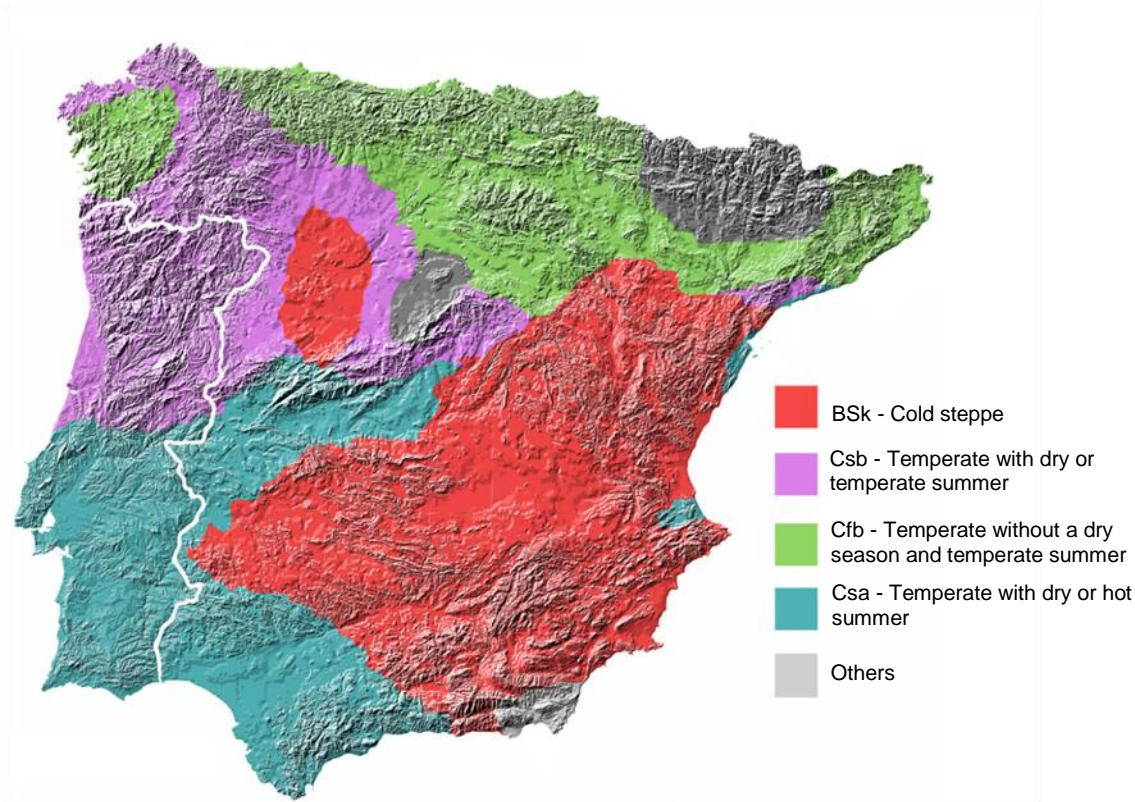 BSk - Cold steppe
Csb - Temperate with dry or
temperate summer
Cfb - Temperate without a dry
season and temperate summer
Csa - Temperate with dry or hot
summer
Others